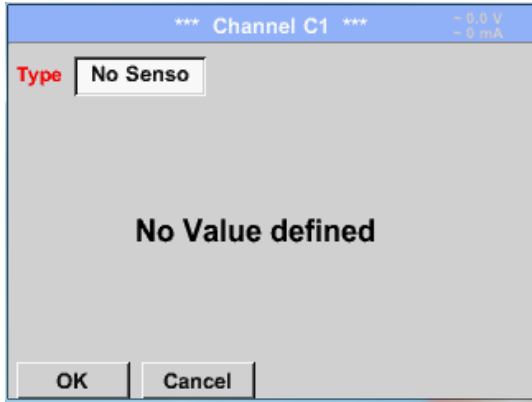 *** Channel C1 ***
~ 0.0 V
~ 0 mA
Type No Senso
No Value defined
OK Cancel